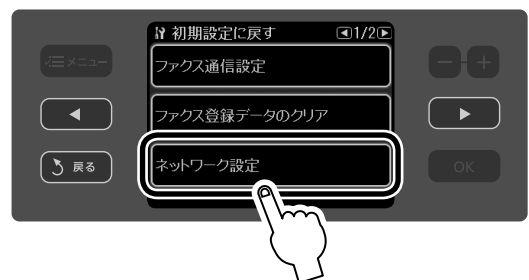 初期設定に戻す 1/2
メニュー
ファクス通信設定
- +
ファクス登録データのクリア
ネットワーク設定
戻る
OK